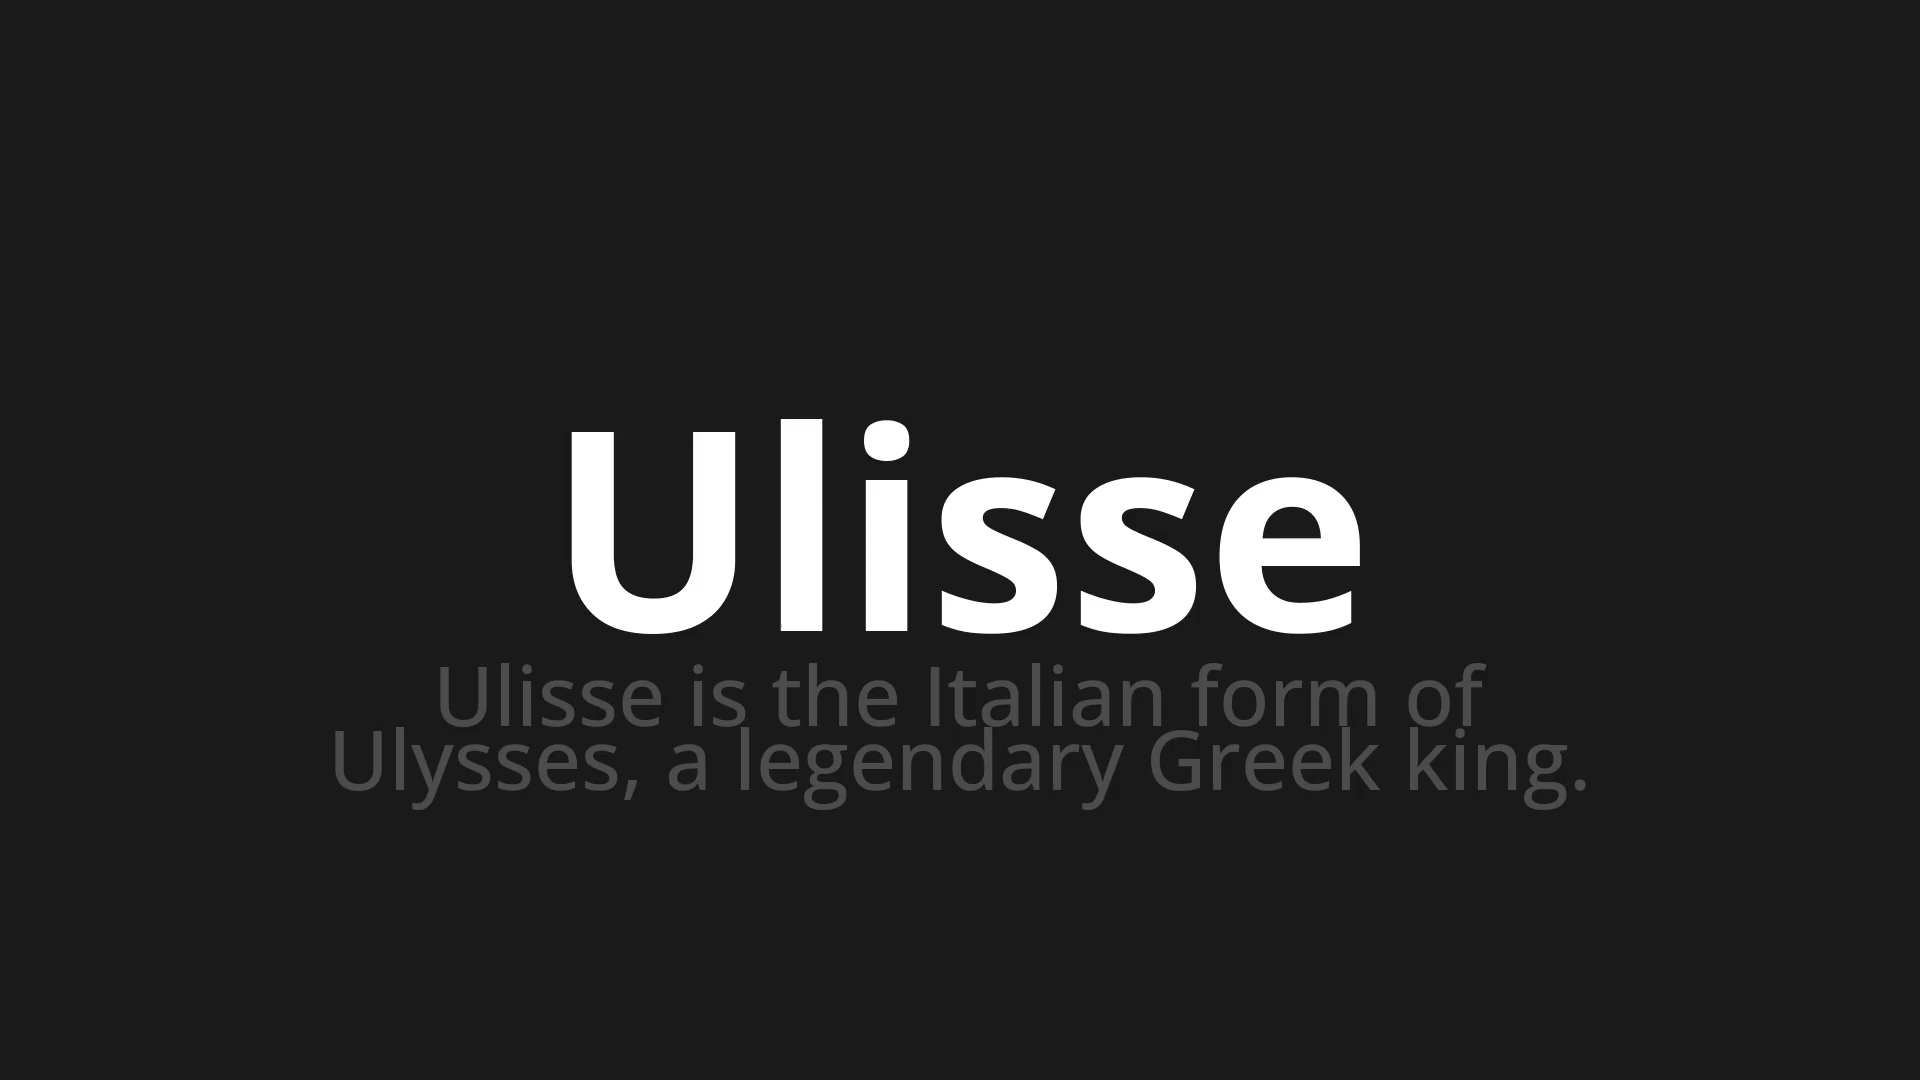 Ulisse
Ulisse is the Italian form of
Ulysses, a legendary Greek king.